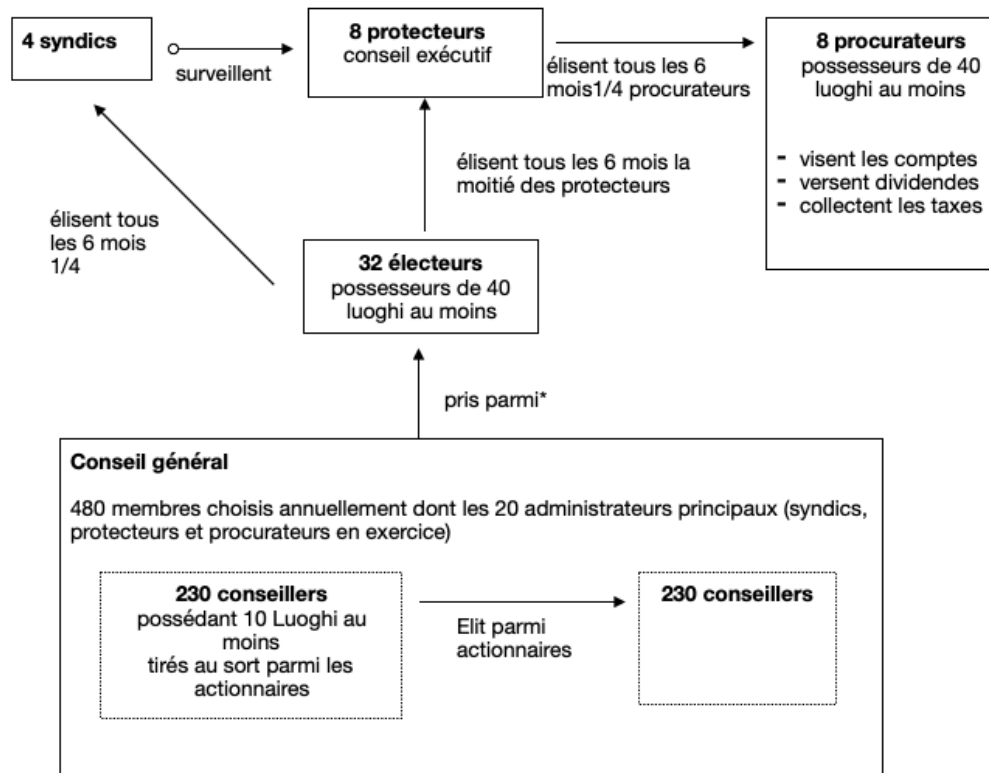 4 syndics
surveillent
8 protecteurs
conseil exécutif
élisent tous les 6
mois1/4 procurateurs
8 procurateurs
possesseurs de 40
luoghi au moins
- visent les comptes
- versent dividendes
- collectent les taxes
élisent tous les 6 mois la
moitié des protecteurs
élisent tous
les 6 mois
1/4
32 électeurs
possesseurs de 40
luoghi au moins
pris parmi*
Conseil général
480 membres choisis annuellement dont les 20 administrateurs principaux (syndics,
protecteurs et procurateurs en exercice)
230 conseillers
possédant 10 Luoghi au
moins
tirés au sort parmi les
actionnaires
Elit parmi
actionnaires
230 conseillers